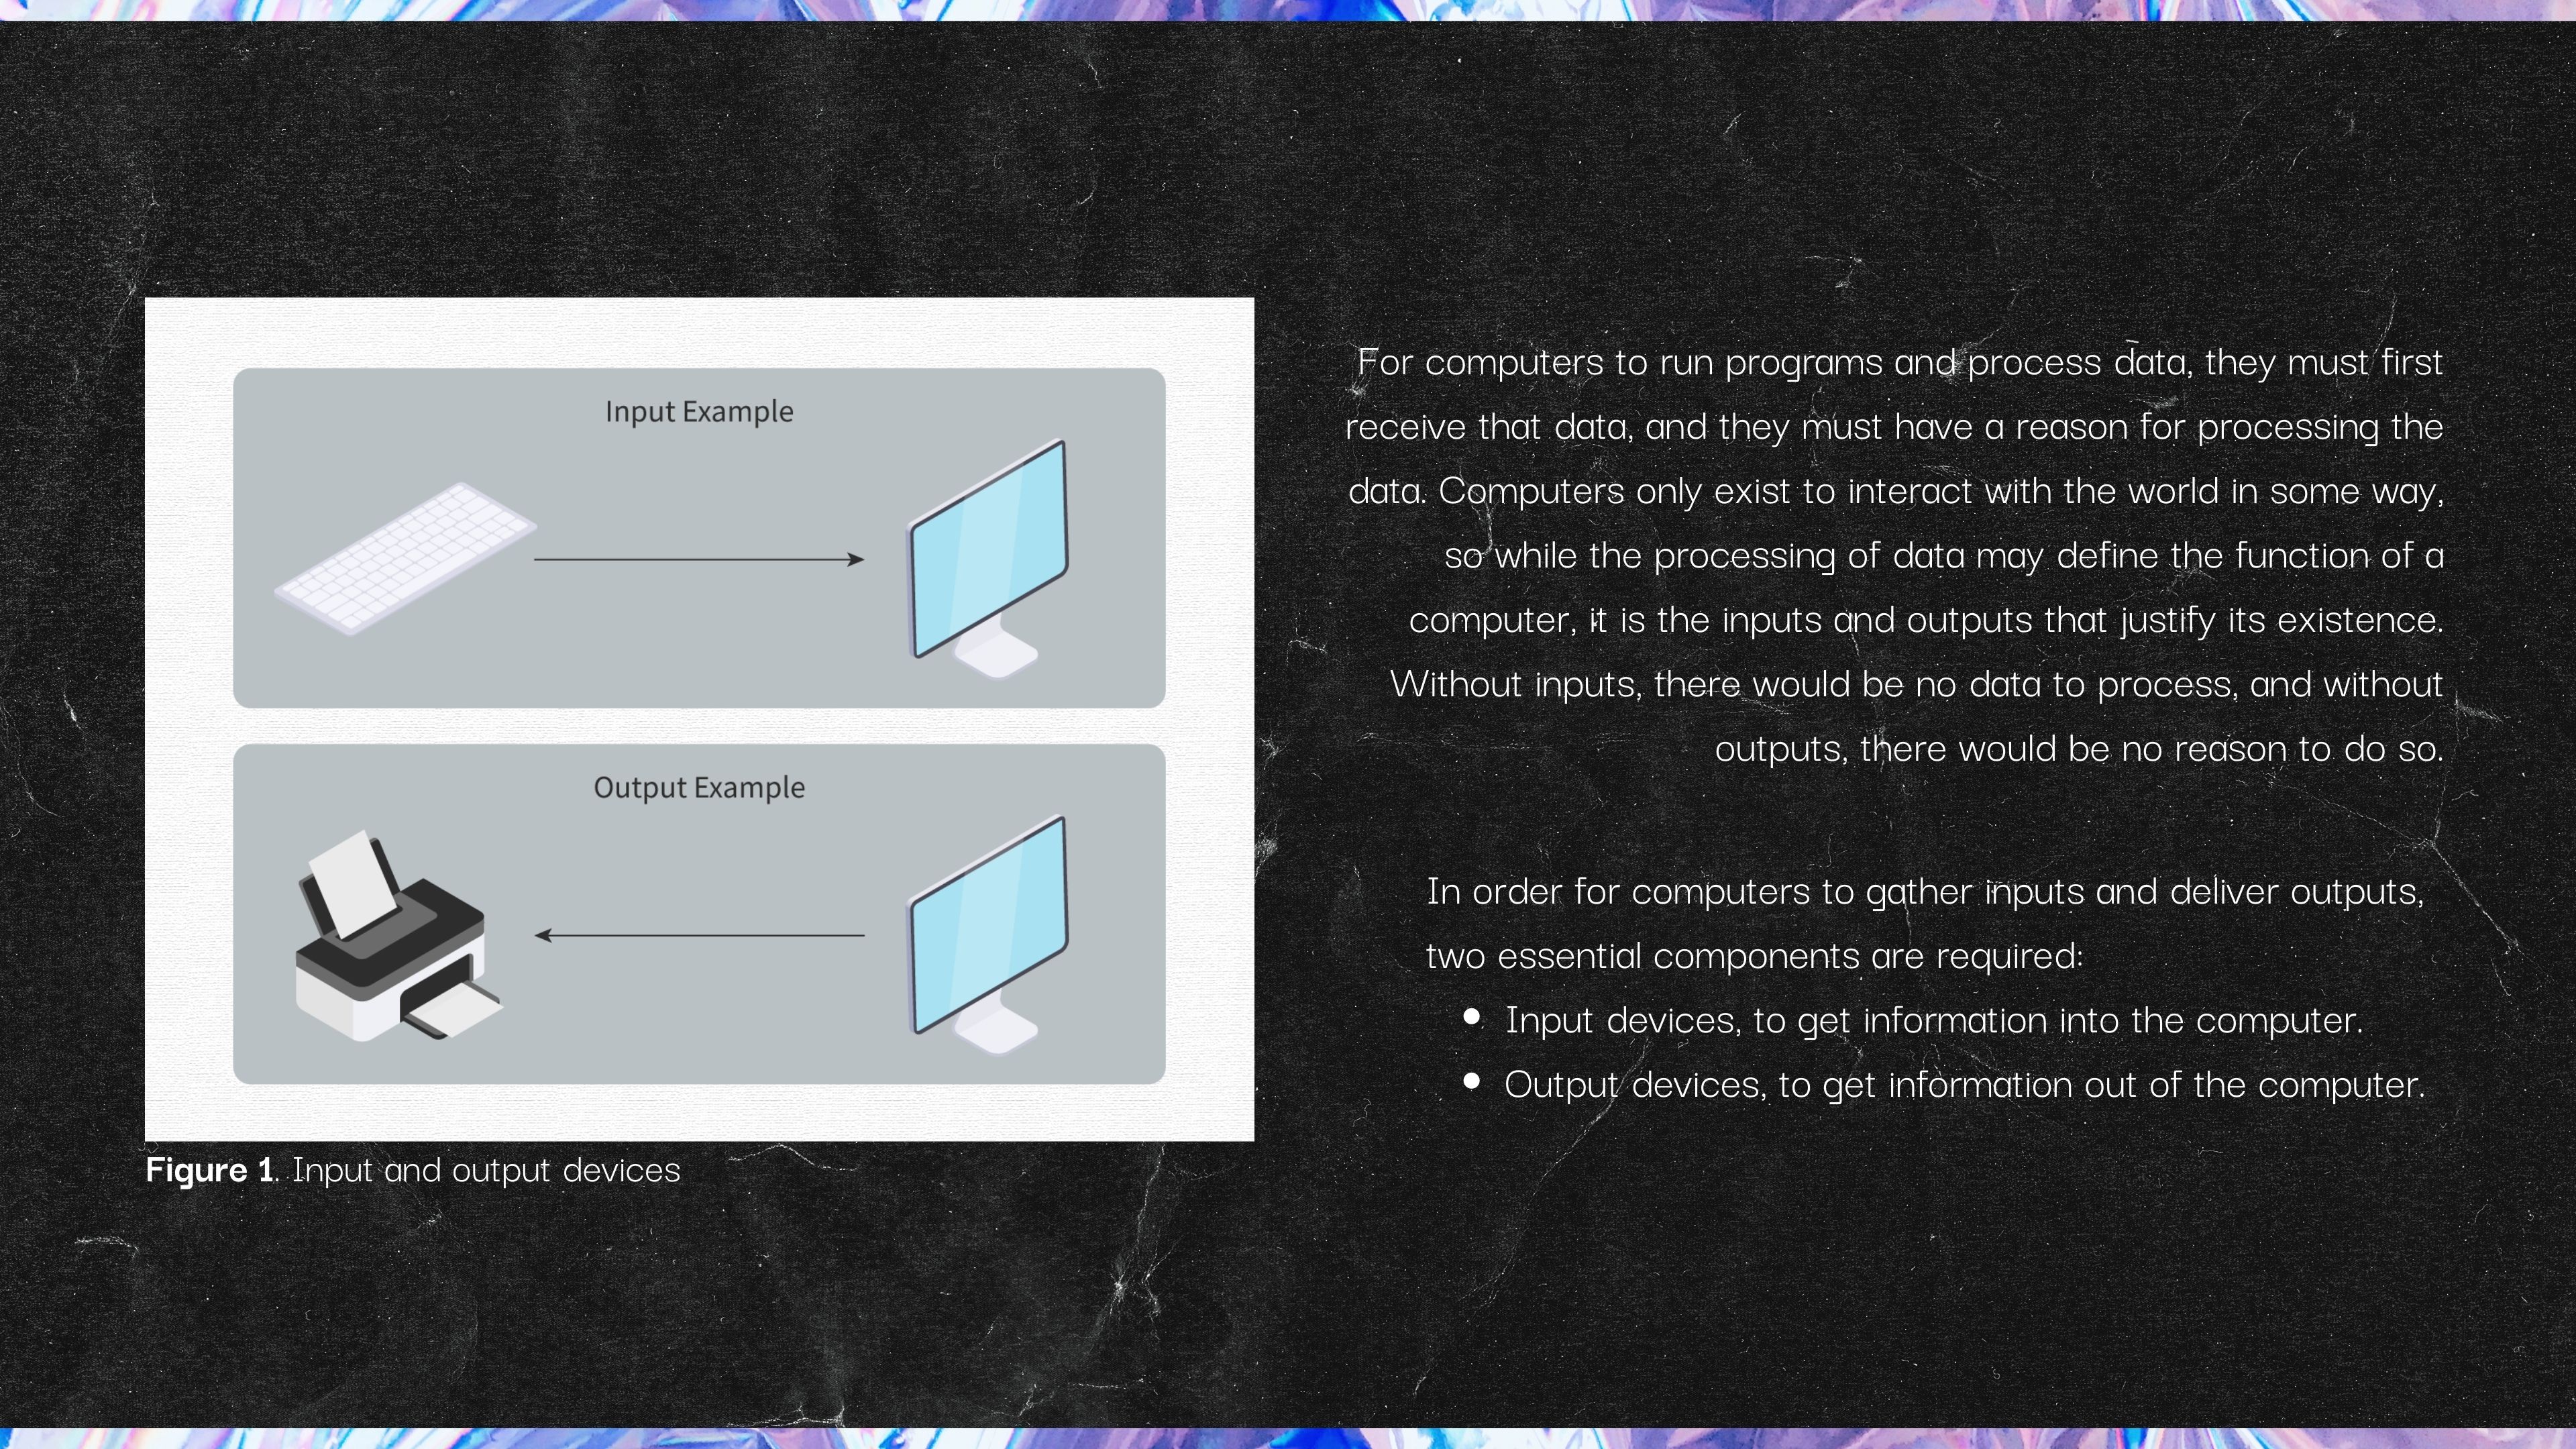 Input Example
Output Example
Figure 1. Input and output devices
For computers to run programs and process data, they must first
receive that data, and they must have a reason for processing the
data. Computers only exist to interact with the world in some way,
so while the processing of data may define the function of a
computer, it is the inputs and outputs that justify its existence.
Without inputs, there would be no data to process, and without
outputs, there would be no reason to do so.
In order for computers to gather inputs and deliver outputs,
two essential components are required:
• Input devices, to get information into the computer.
• Output devices, to get information out of the computer.